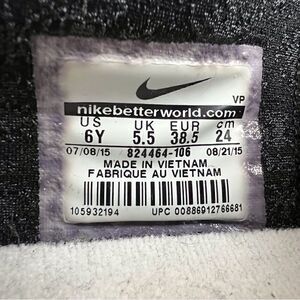 VP
nikebetterworld.com
US UK EUR cm
6Y 5.5 38.5 24
07/08/15 824464-106 08/21/15
MADE IN VIETNAM
FABRIQUE AU VIETNAM
105932194 UPC 00886912766681